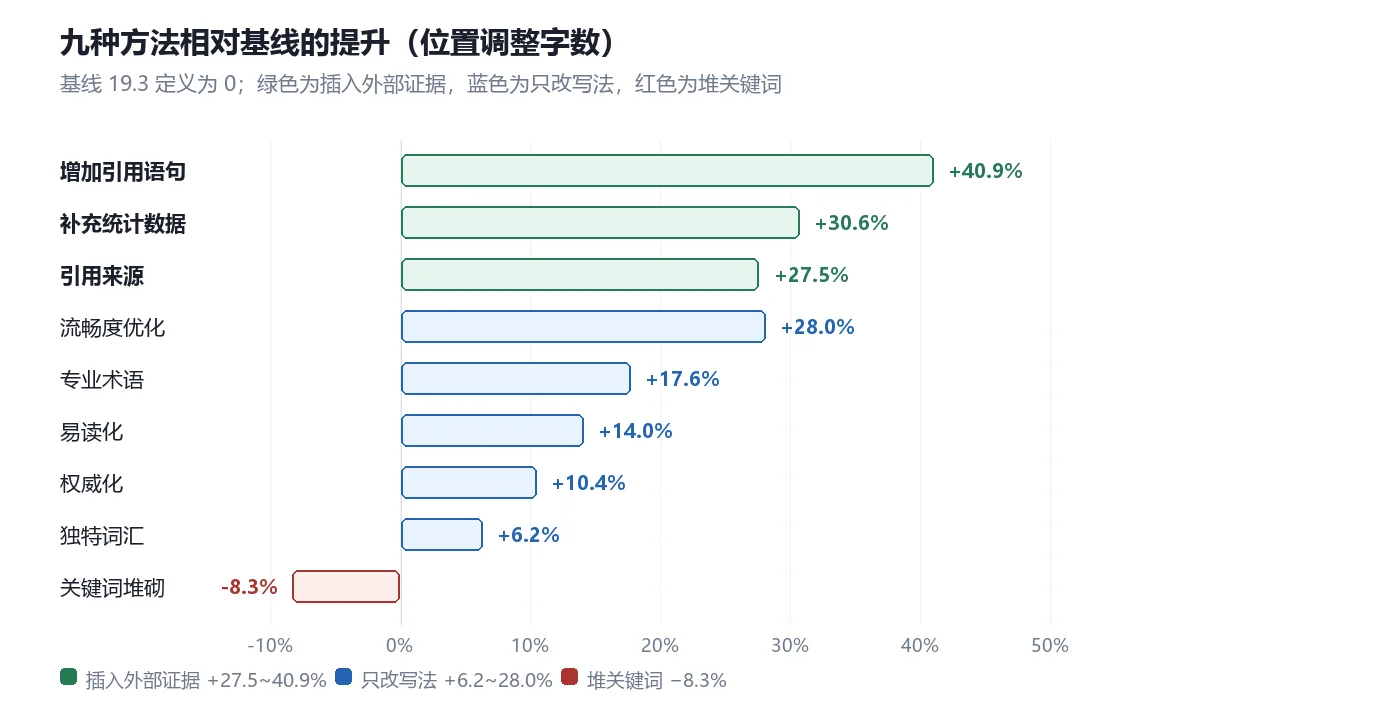 九种方法相对基线的提升（位置调整字数）
基线 19.3 定义为 0；绿色为插入外部证据，蓝色为只改写法，红色为堆关键词
增加引用语句 +40.9%
补充统计数据 +30.6%
引用来源 +27.5%
流畅度优化 +28.0%
专业术语 +17.6%
易读化 +14.0%
权威化 +10.4%
独特词汇 +6.2%
关键词堆砌 -8.3%
-10% 0% 10% 20% 30% 40% 50%
插入外部证据 +27.5~40.9% 只改写法 +6.2~28.0% 堆关键词 −8.3%